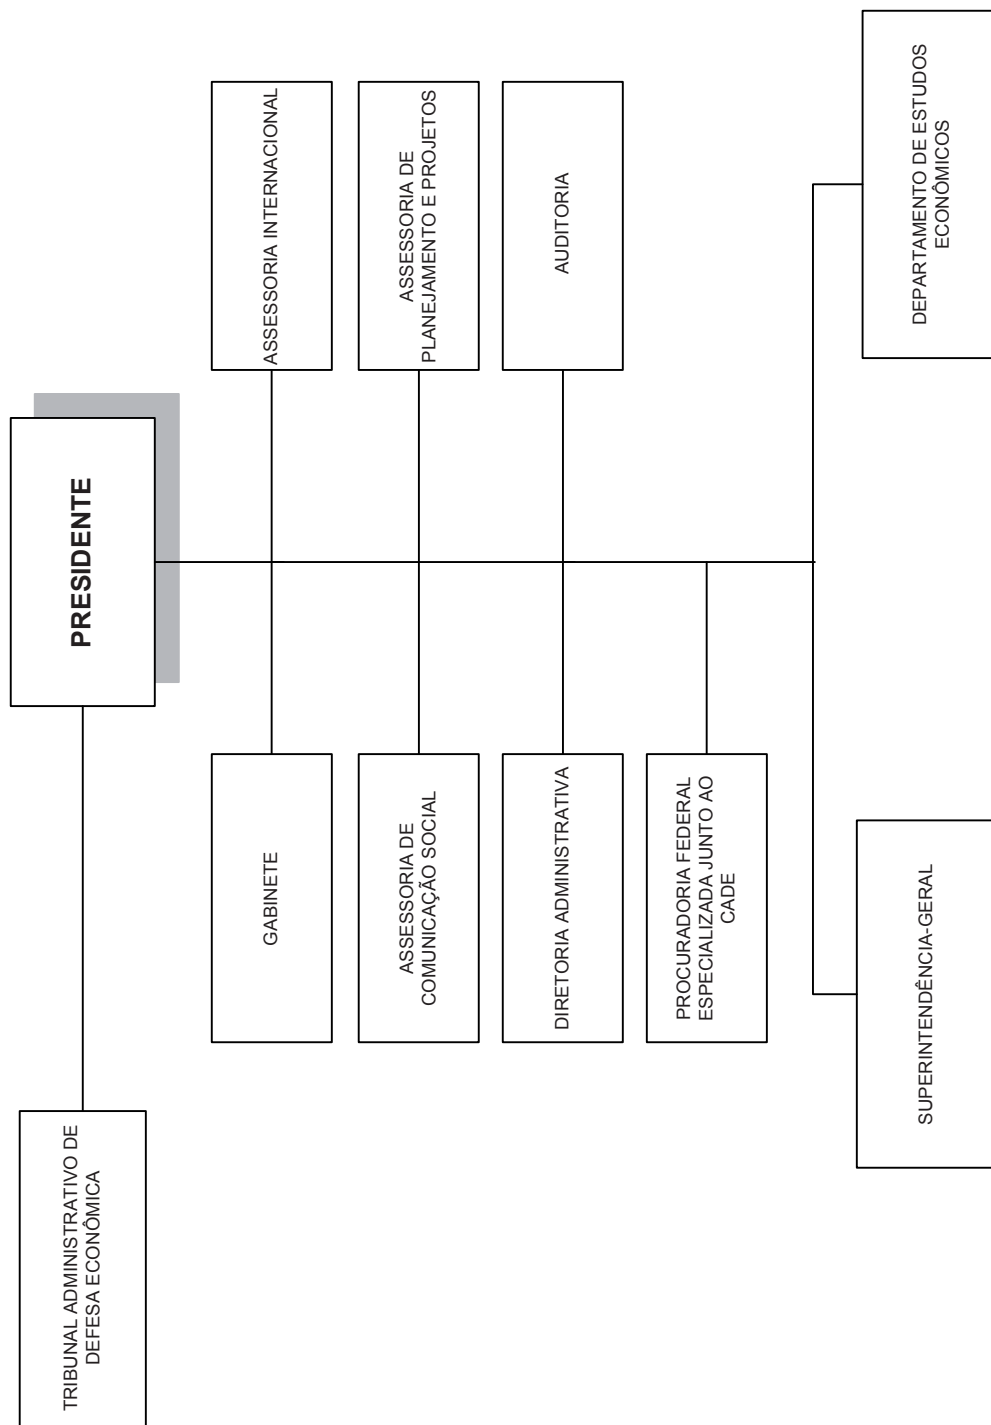 TRIBUNAL ADMINISTRATIVO DE
DEFESA ECONÔMICA
PRESIDENTE
GABINETE
ASSESSORIA INTERNACIONAL
ASSESSORIA DE
COMUNICAÇÃO SOCIAL
ASSESSORIA DE
PLANEJAMENTO E PROJETOS
DIRETORIA ADMINISTRATIVA
AUDITORIA
PROCURADORIA FEDERAL
ESPECIALIZADA JUNTO AO
CADE
SUPERINTENDÊNCIA-GERAL
DEPARTAMENTO DE ESTUDOS
ECONÔMICOS